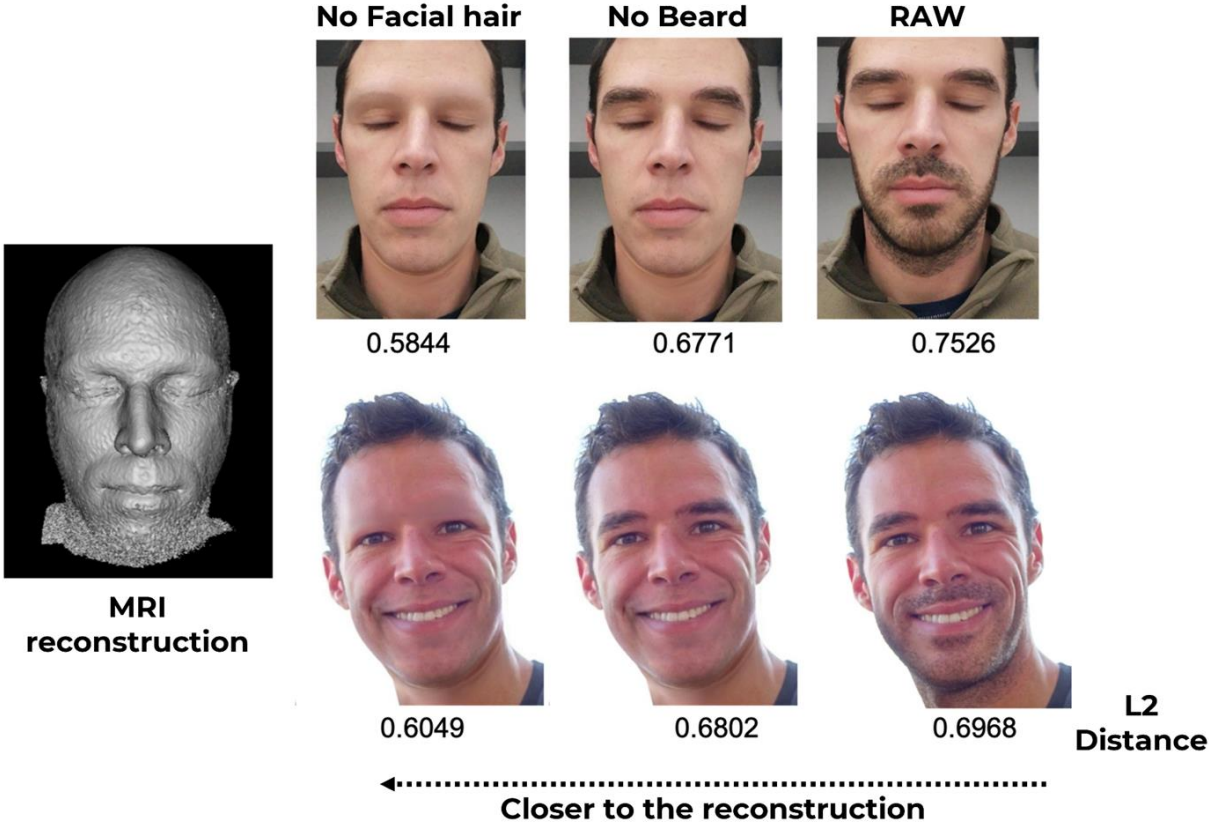 No Facial hair
No Beard
RAW
0.5844
0.6771
0.7526
MRI
reconstruction
0.6049
0.6802
0.6968
L2
Distance
Closer to the reconstruction